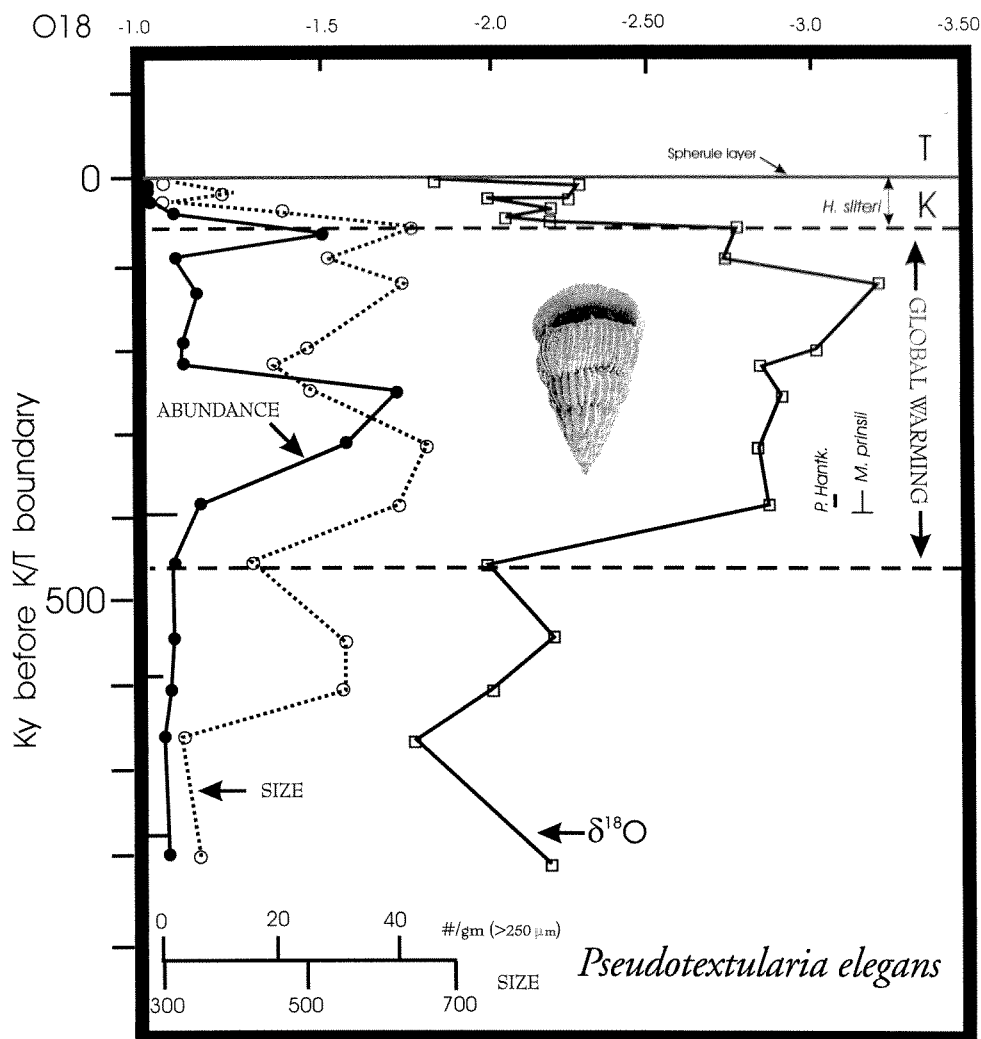 O18 -1.0 -1.5 -2.0 -2.50 -3.0 -3.50
T
Spherule layer
0
H. sliteri
K
GLOBAL WARMING
ABUNDANCE
P. Hantk.
M. prinsil
Ky before K/T boundary
500
SIZE
δ¹⁸O
0 20 40 #/gm (>250 μm)
Pseudotextularia elegans
SIZE
300 500 700